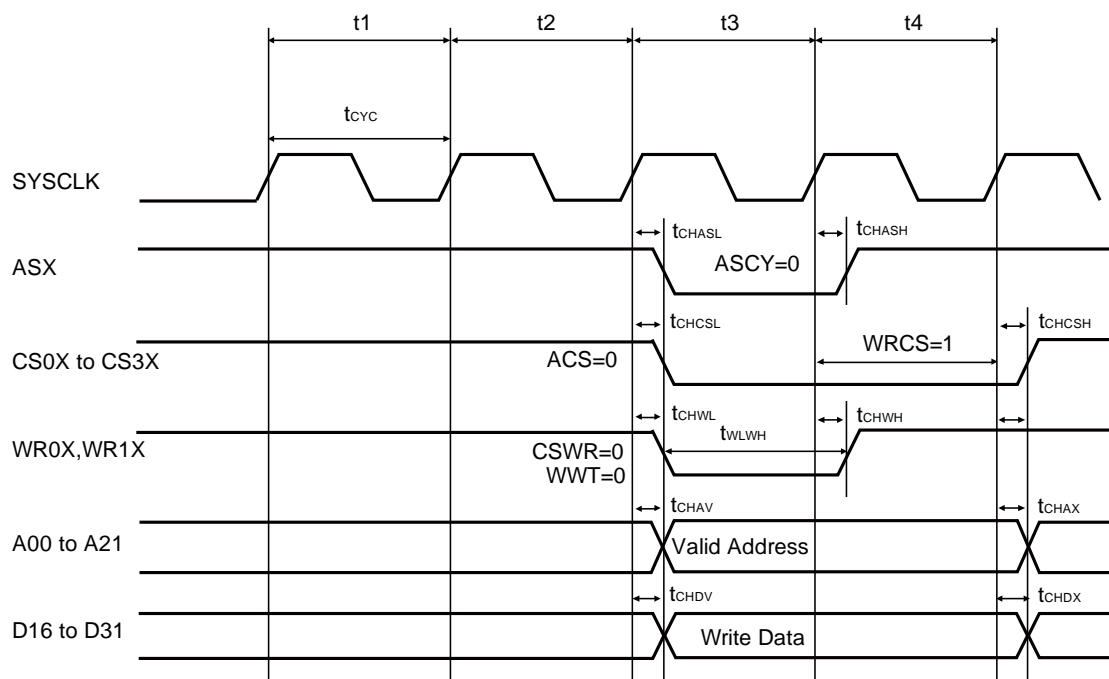 t1 t2 t3 t4
tCYC
SYSCLK
tCHASL tCHASH
ASX ASCY=0
tCHCSL tCHCSH
CS0X to CS3X ACS=0 WRCS=1
tCHWL tCHWH
WR0X,WR1X CSWR=0 tWLWH
WWT=0
tCHAV tCHAX
A00 to A21 Valid Address
tCHDV tCHDX
D16 to D31 Write Data